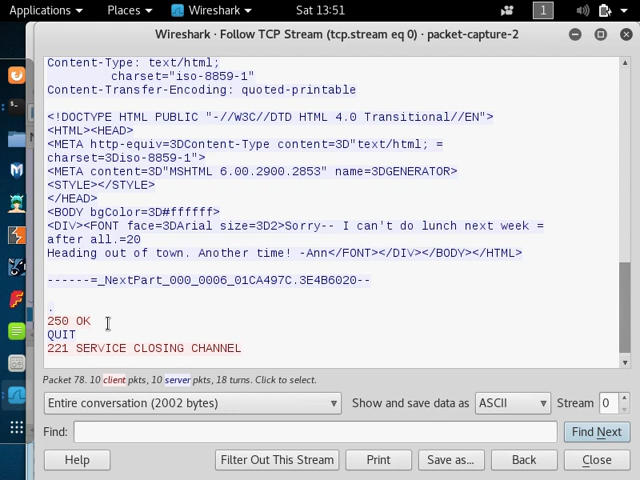 Applications Places Wireshark Sat 13:51 1
Wireshark · Follow TCP Stream (tcp.stream eq 0) · packet-capture-2
Content-Type: text/html;
charset="iso-8859-1"
Content-Transfer-Encoding: quoted-printable
<!DOCTYPE HTML PUBLIC "-//W3C//DTD HTML 4.0 Transitional//EN">
<HTML><HEAD>
<META http-equiv=3DContent-Type content=3D"text/html; =
charset=3Diso-8859-1">
<META content=3D"MSHTML 6.00.2900.2853" name=3DGENERATOR>
<STYLE></STYLE>
</HEAD>
<BODY bgColor=3D#ffffff>
<DIV><FONT face=3DArial size=3D2>Sorry-- I can't do lunch next week =
after all.=20
Heading out of town. Another time! -Ann</FONT></DIV></BODY></HTML>
------=_NextPart_000_0006_01CA497C.3E4B6020--
.
250 OK
QUIT
221 SERVICE CLOSING CHANNEL
Packet 78. 10 client pkts, 10 server pkts, 18 turns. Click to select.
Entire conversation (2002 bytes) Show and save data as ASCII Stream 0
Find: Find Next
Help Filter Out This Stream Print Save as... Back Close